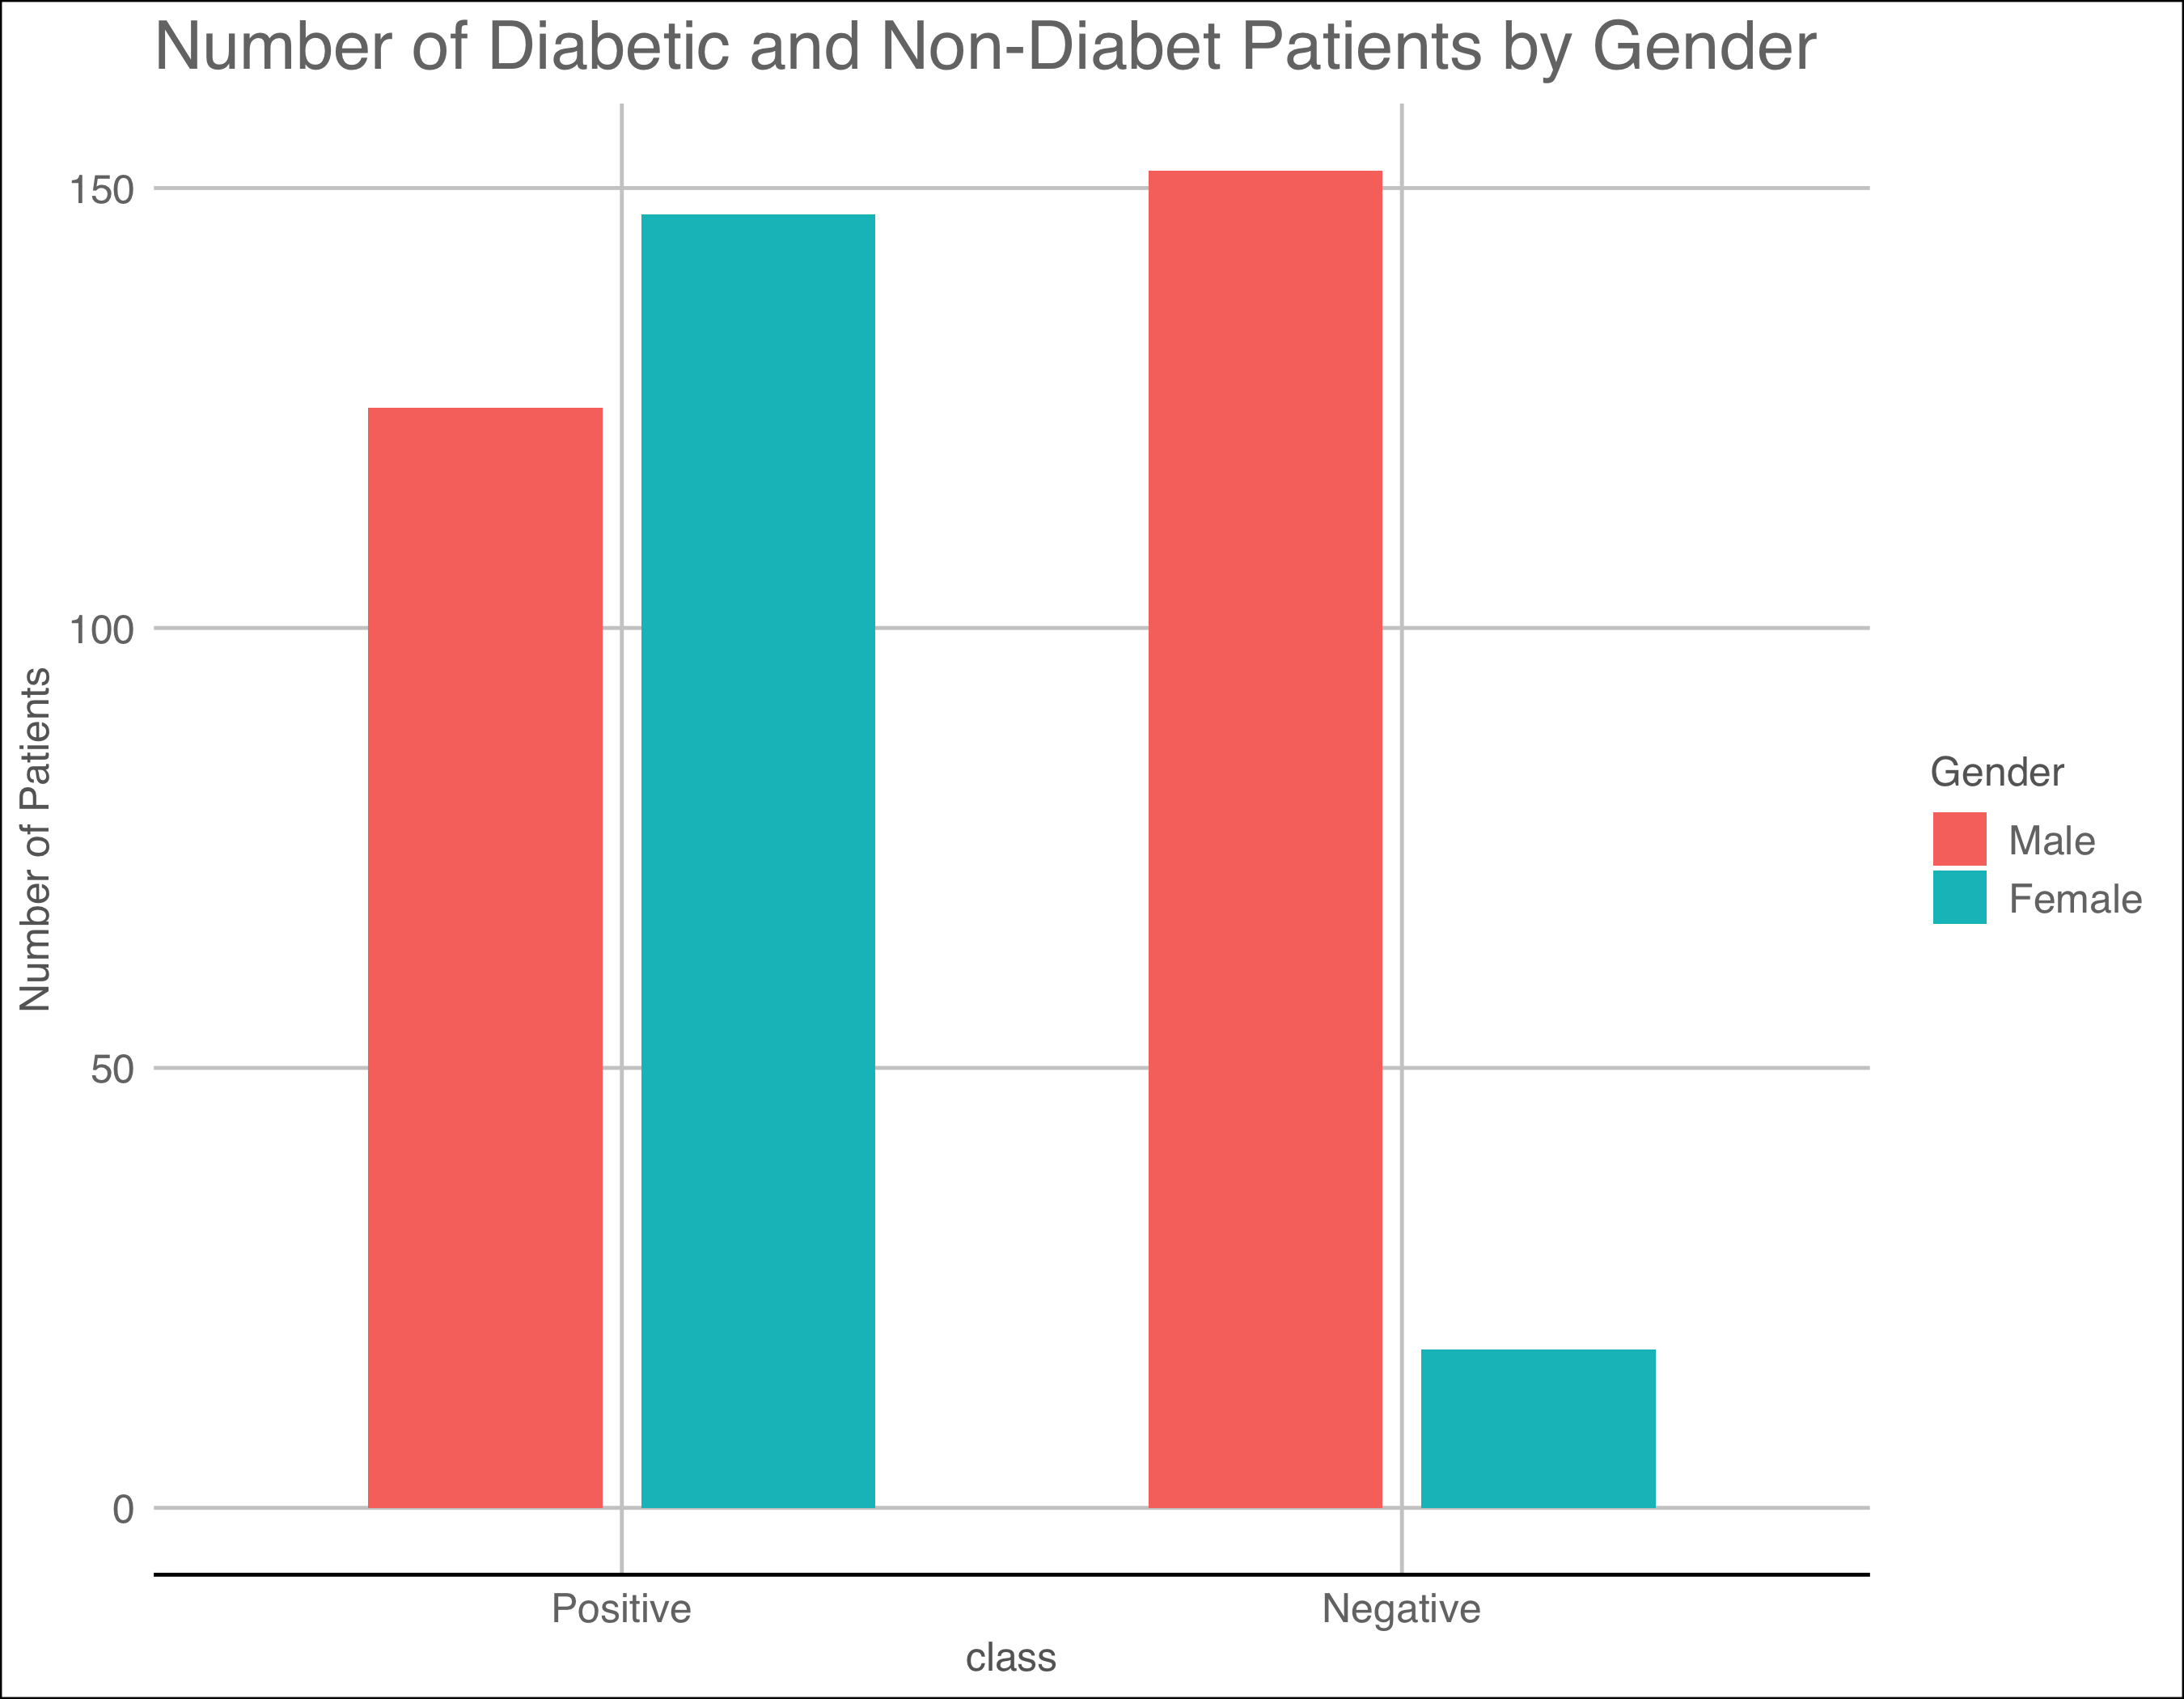 Number of Diabetic and Non-Diabet Patients by Gender
150
100
50
0
Number of Patients
Positive
Negative
class
Gender
Male
Female